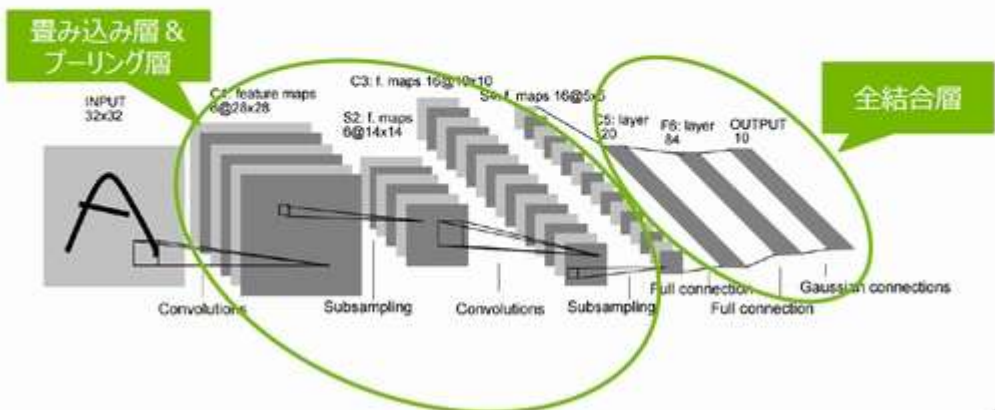 畳み込み層 &
プーリング層
全結合層
INPUT
32x32
C1: feature maps
6@28x28
S2: f. maps
6@14x14
C3: f. maps 16@10x10
S4: f. maps 16@5x5
C5: layer
120
F6: layer
84
OUTPUT
10
A
Convolutions
Subsampling
Convolutions
Subsampling
Full connection
Full connection
Gaussian connections